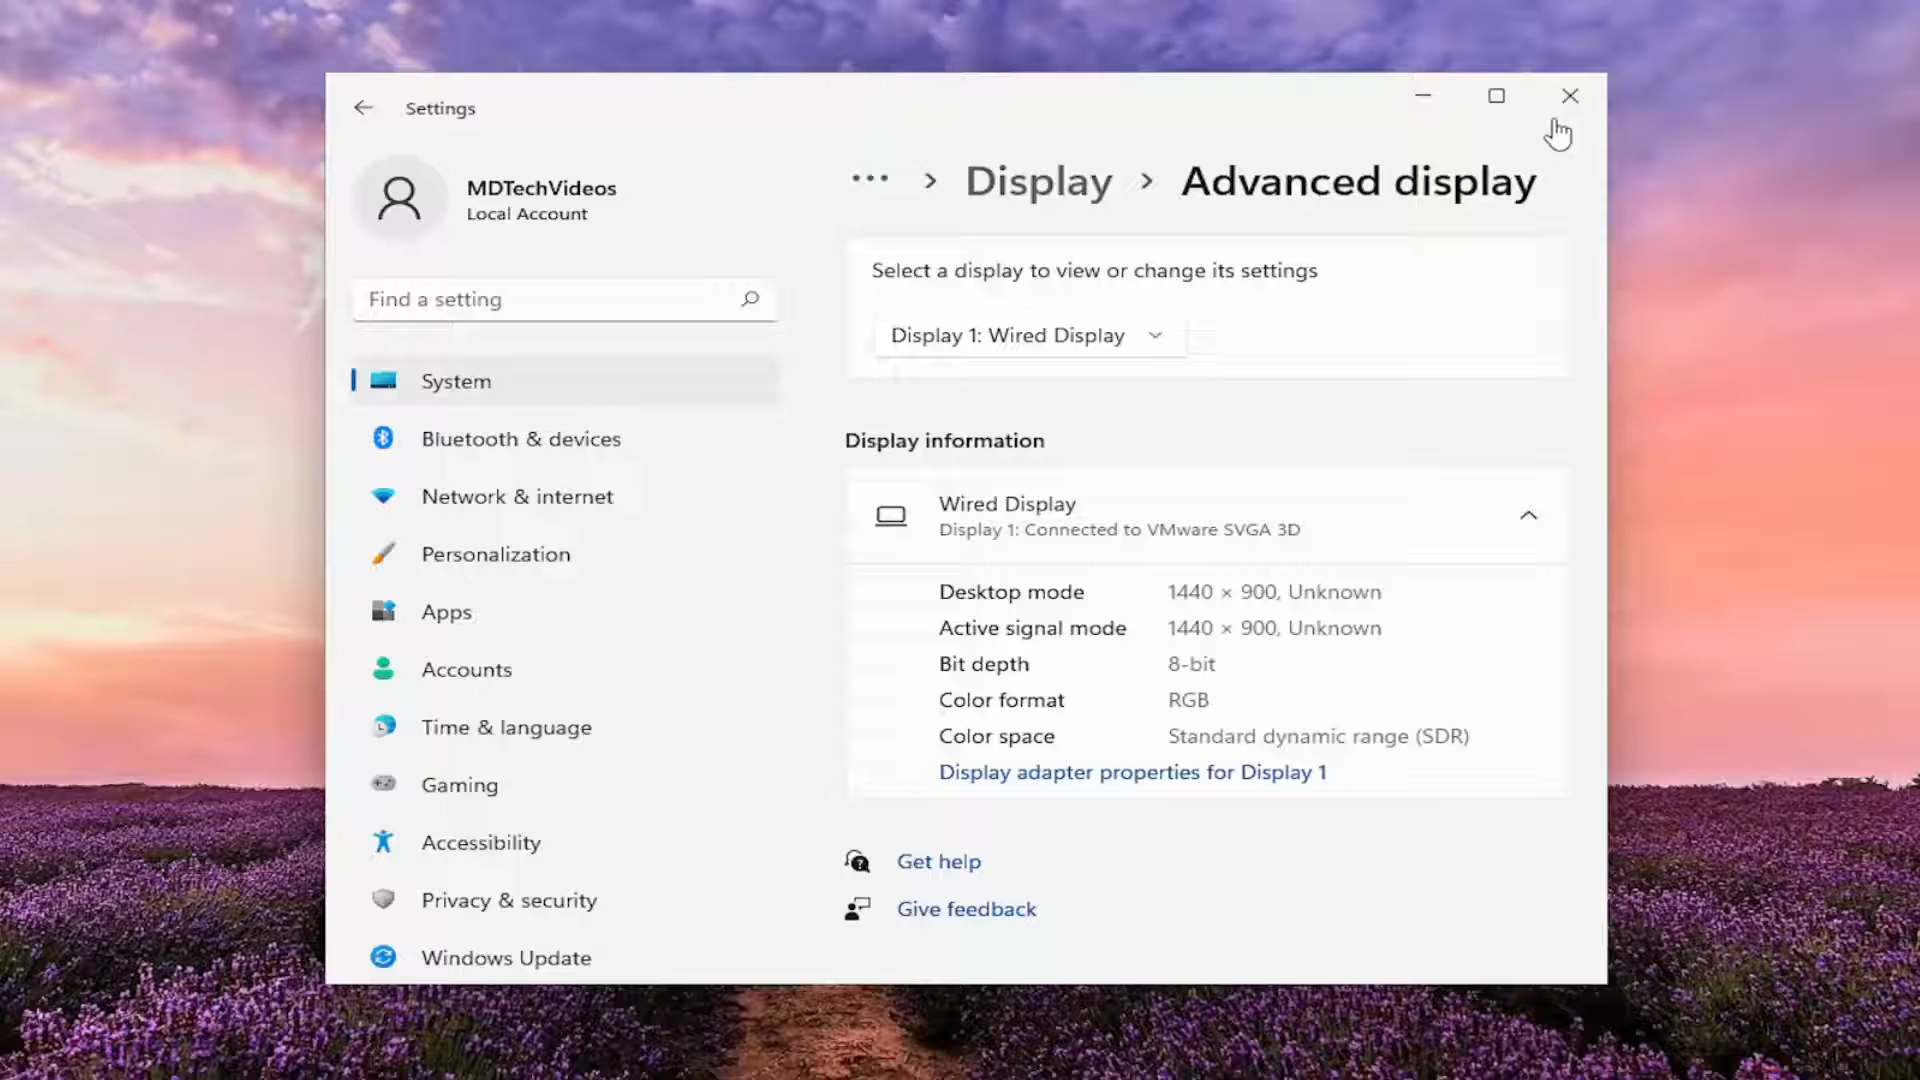 Settings
MDTechVideos
Local Account
Find a setting
System
Bluetooth & devices
Network & internet
Personalization
Apps
Accounts
Time & language
Gaming
Accessibility
Privacy & security
Windows Update
... > Display > Advanced display
Select a display to view or change its settings
Display 1: Wired Display
Display information
Wired Display
Display 1: Connected to VMware SVGA 3D
Desktop mode 1440 × 900, Unknown
Active signal mode 1440 × 900, Unknown
Bit depth 8-bit
Color format RGB
Color space Standard dynamic range (SDR)
Display adapter properties for Display 1
Get help
Give feedback